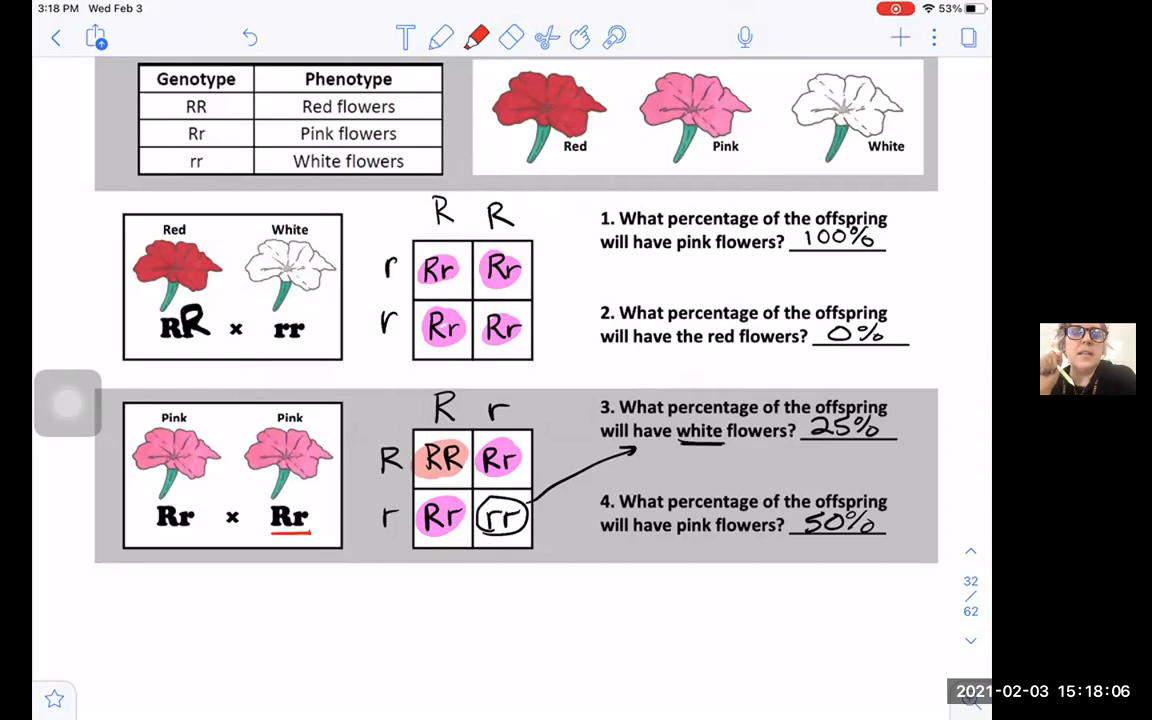 3:18 PM Wed Feb 3
53%
Genotype Phenotype
RR Red flowers
Rr Pink flowers
rr White flowers
Red
Pink
White
Red White
RR x rr
R R
r Rr Rr
r Rr Rr
1. What percentage of the offspring
will have pink flowers? 100%
2. What percentage of the offspring
will have the red flowers? 0%
Pink Pink
Rr x Rr
R r
R RR Rr
r Rr rr
3. What percentage of the offspring
will have white flowers? 25%
4. What percentage of the offspring
will have pink flowers? 50%
32
/
62
2021-02-03 15:18:06